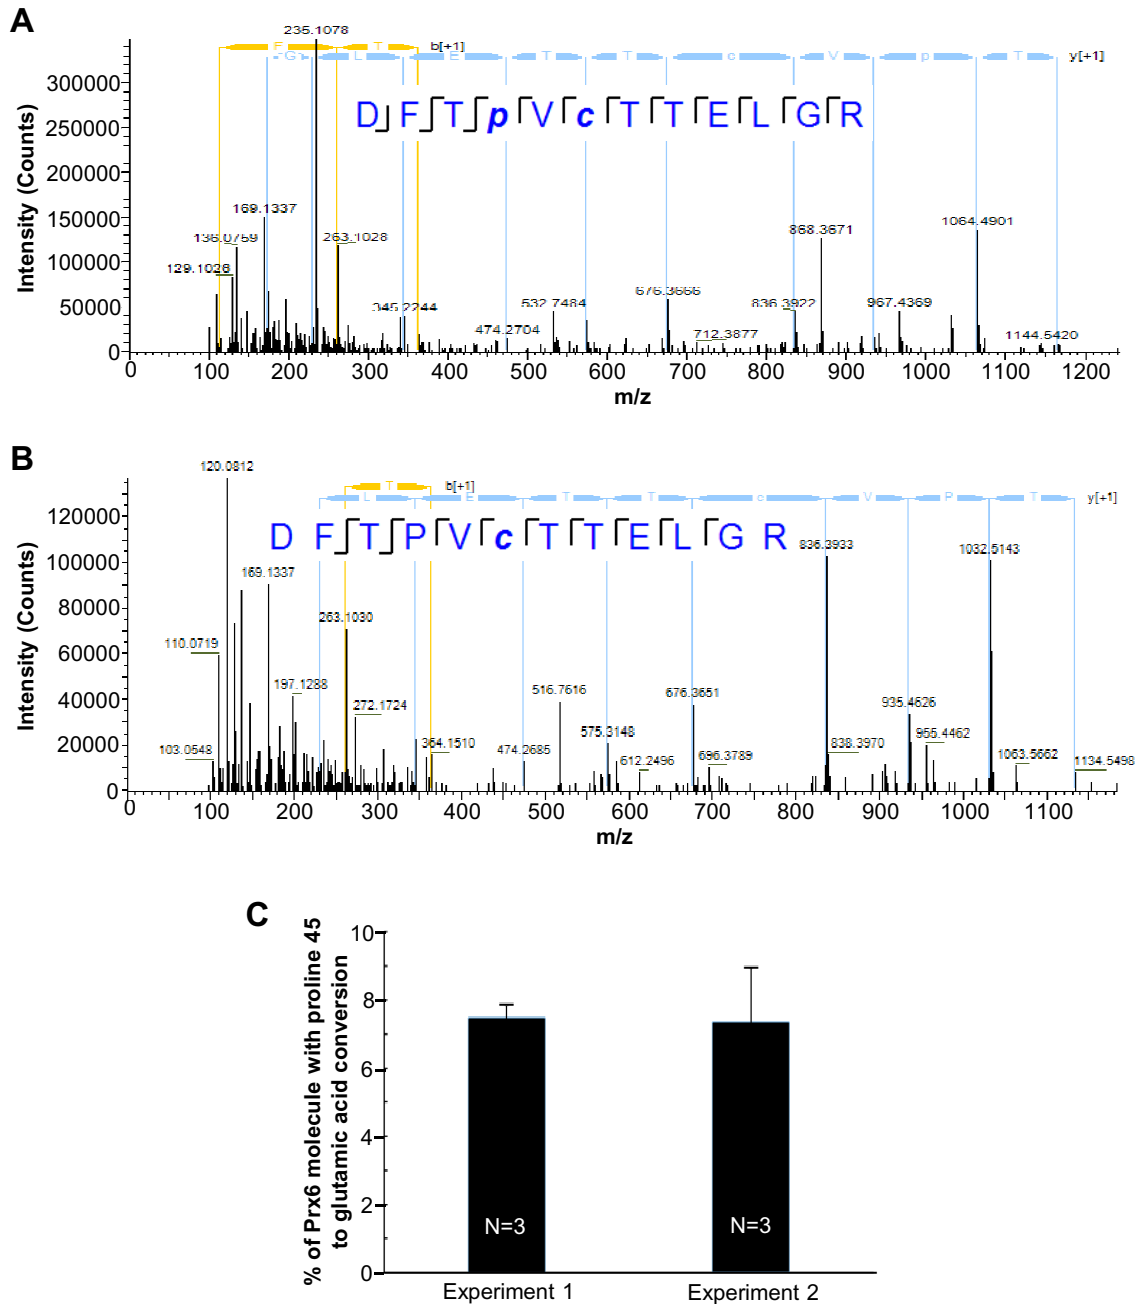 A
235.1078
F T b[+1]
G L E T T c V p T y[+1]
D F T p V c T T E L G R
Intensity (Counts)
300000
250000
200000
150000
100000
50000
0
169.1337
136.0759
129.1028
263.1028
345.2244
474.2704
532.7484
676.3666
712.3877
836.3922
868.3671
967.4369
1064.4901
1144.5420
0 100 200 300 400 500 600 700 800 900 1000 1100 1200
m/z
B
120.0812
T b[+1]
L E T T c V P T y[+1]
D F T P V c T T E L G R
Intensity (Counts)
120000
100000
80000
60000
40000
20000
0
169.1337
110.0719
197.1288
103.0548
263.1030
272.1724
364.1510
474.2685
516.7616
575.3148
612.2496
676.3651
696.3789
836.3933
838.3970
935.4626
955.4462
1032.5143
1063.5662
1134.5498
0 100 200 300 400 500 600 700 800 900 1000 1100
m/z
C
% of Prx6 molecule with proline 45
to glutamic acid conversion
10
8
6
4
2
0
N=3
N=3
Experiment 1
Experiment 2